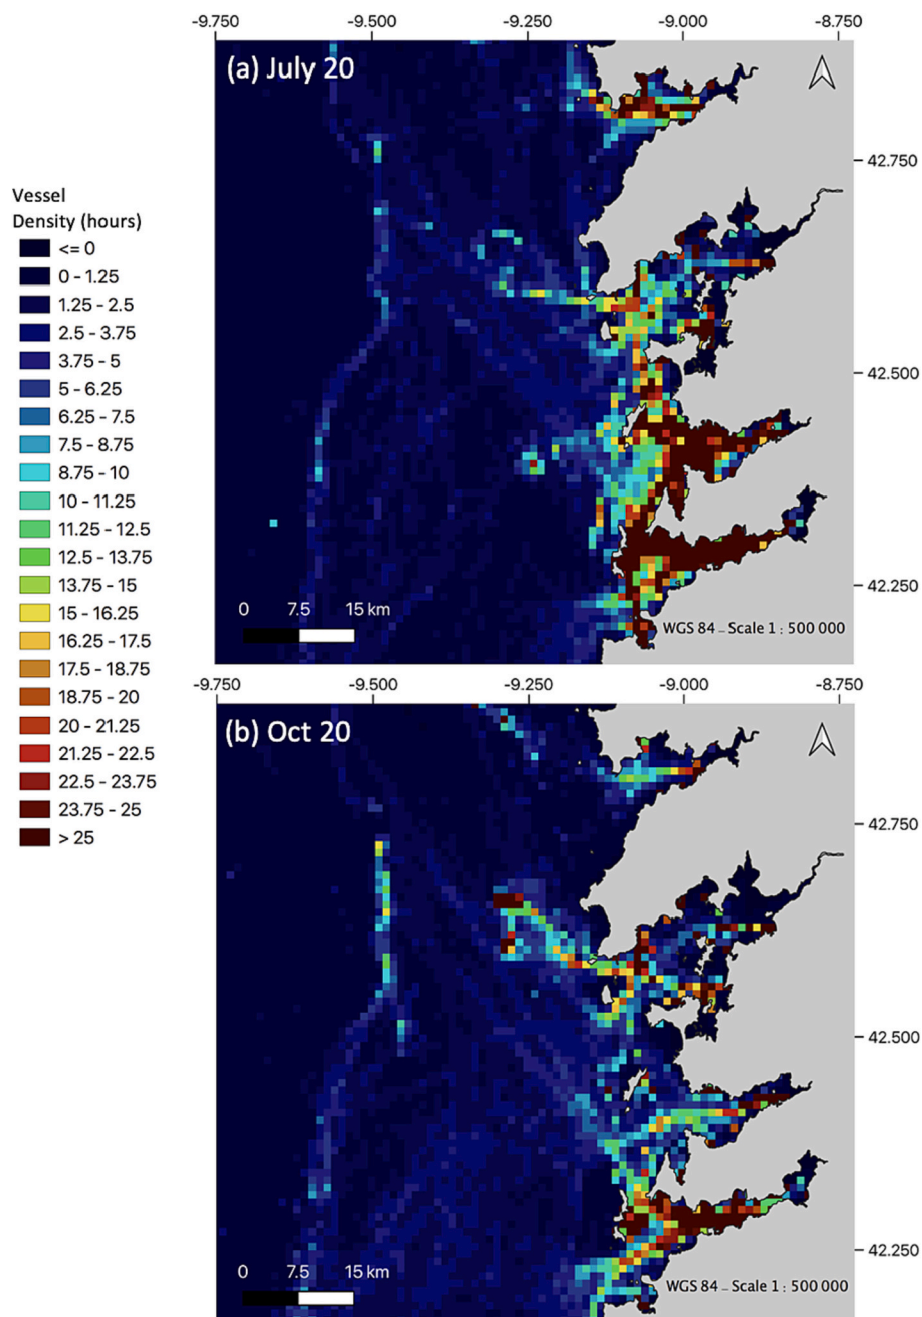 -9.750 -9.500 -9.250 -9.000 -8.750
(a) July 20
42.750
42.500
42.250
0 7.5 15 km
WGS 84 – Scale 1 : 500 000
Vessel
Density (hours)
<= 0
0 - 1.25
1.25 - 2.5
2.5 - 3.75
3.75 - 5
5 - 6.25
6.25 - 7.5
7.5 - 8.75
8.75 - 10
10 - 11.25
11.25 - 12.5
12.5 - 13.75
13.75 - 15
15 - 16.25
16.25 - 17.5
17.5 - 18.75
18.75 - 20
20 - 21.25
21.25 - 22.5
22.5 - 23.75
23.75 - 25
> 25
-9.750 -9.500 -9.250 -9.000 -8.750
(b) Oct 20
42.750
42.500
42.250
0 7.5 15 km
WGS 84 – Scale 1 : 500 000